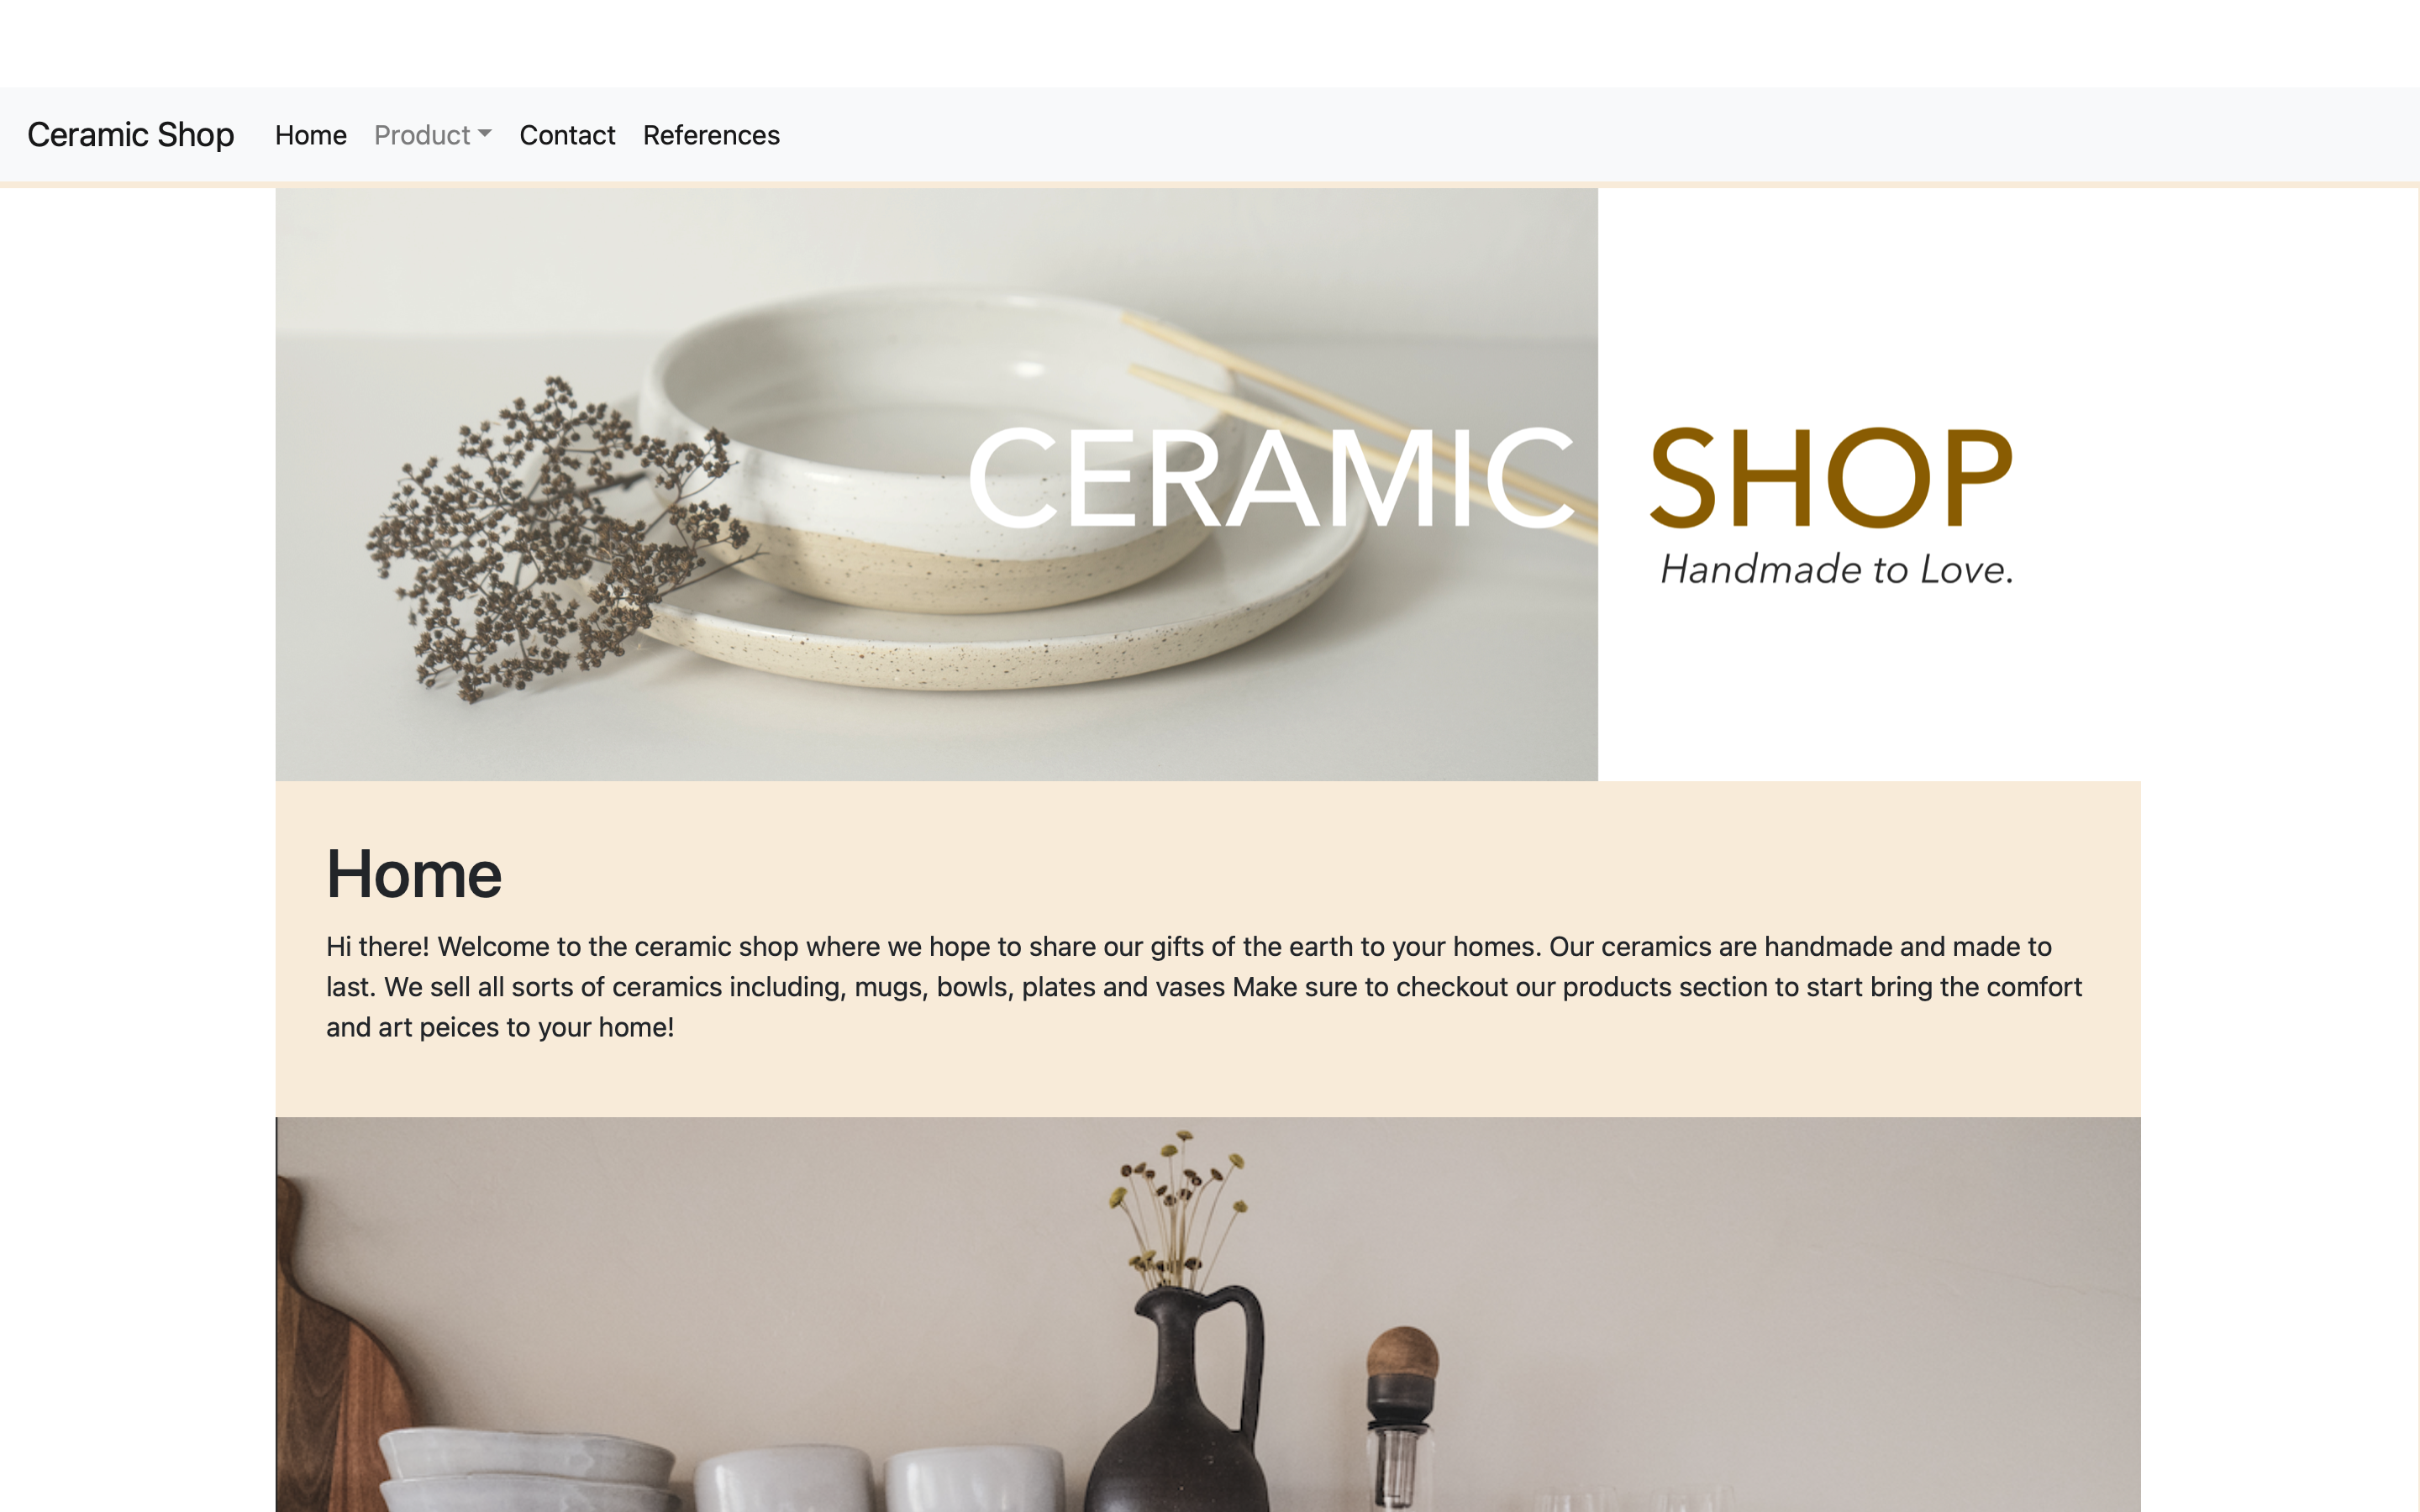 Ceramic Shop Home Product Contact References
CERAMIC SHOP
Handmade to Love.
Home
Hi there! Welcome to the ceramic shop where we hope to share our gifts of the earth to your homes. Our ceramics are handmade and made to
last. We sell all sorts of ceramics including, mugs, bowls, plates and vases Make sure to checkout our products section to start bring the comfort
and art peices to your home!